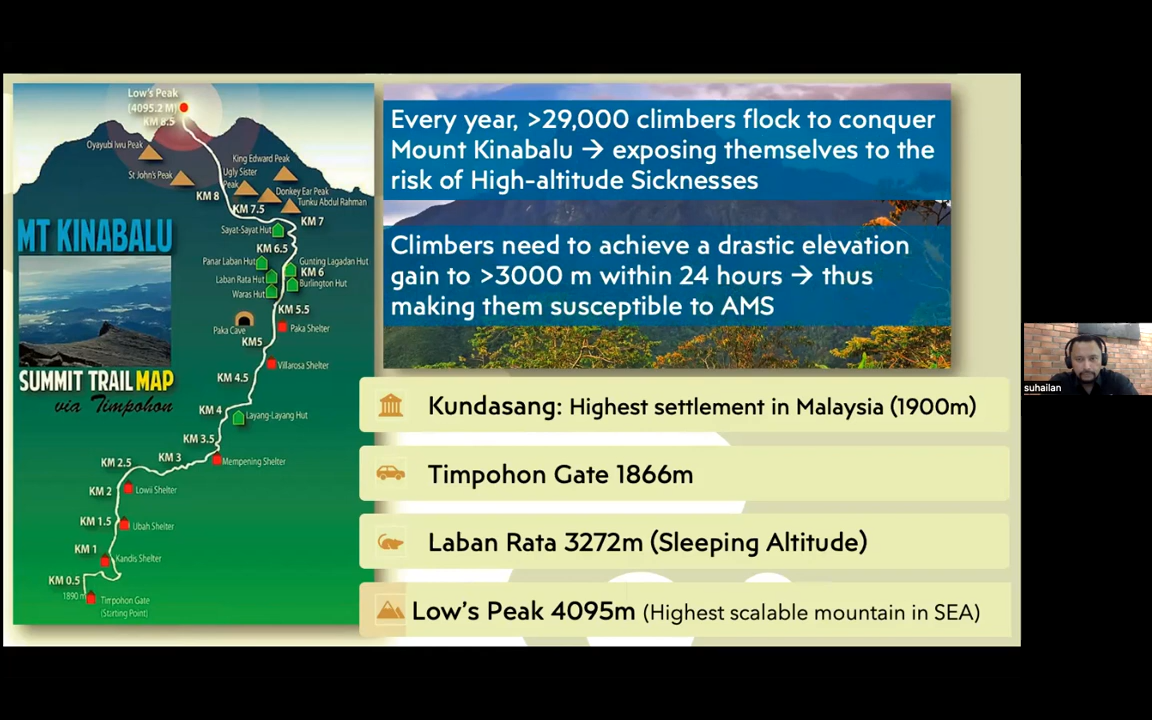 Low's Peak
(4095.2 M)
KM 8.5
Oyayubi Iwu Peak
King Edward Peak
St John's Peak
Ugly Sister
Peak
Donkey Ear Peak
KM 8
Tunku Abdul Rahman
KM 7.5
KM 7
MT KINABALU
Sayat-Sayat Hut
KM 6.5
Panar Laban Hut
Gunting Lagadan Hut
KM 6
Laban Rata Hut
Burlington Hut
Waras Hut
KM 5.5
Paka Cave
Paka Shelter
KM5
Villarosa Shelter
SUMMIT TRAIL MAP
KM 4.5
via Timpohon
KM 4
Layang-Layang Hut
KM 3.5
KM 3
KM 2.5
Mempening Shelter
KM 2
Lowii Shelter
KM 1.5
Ubah Shelter
KM 1
Kandis Shelter
KM 0.5
1890 m
Timpohon Gate
(Starting Point)
Every year, >29,000 climbers flock to conquer
Mount Kinabalu → exposing themselves to the
risk of High-altitude Sicknesses
Climbers need to achieve a drastic elevation
gain to >3000 m within 24 hours → thus
making them susceptible to AMS
Kundasang: Highest settlement in Malaysia (1900m)
Timpohon Gate 1866m
Laban Rata 3272m (Sleeping Altitude)
Low's Peak 4095m (Highest scalable mountain in SEA)
suhailan